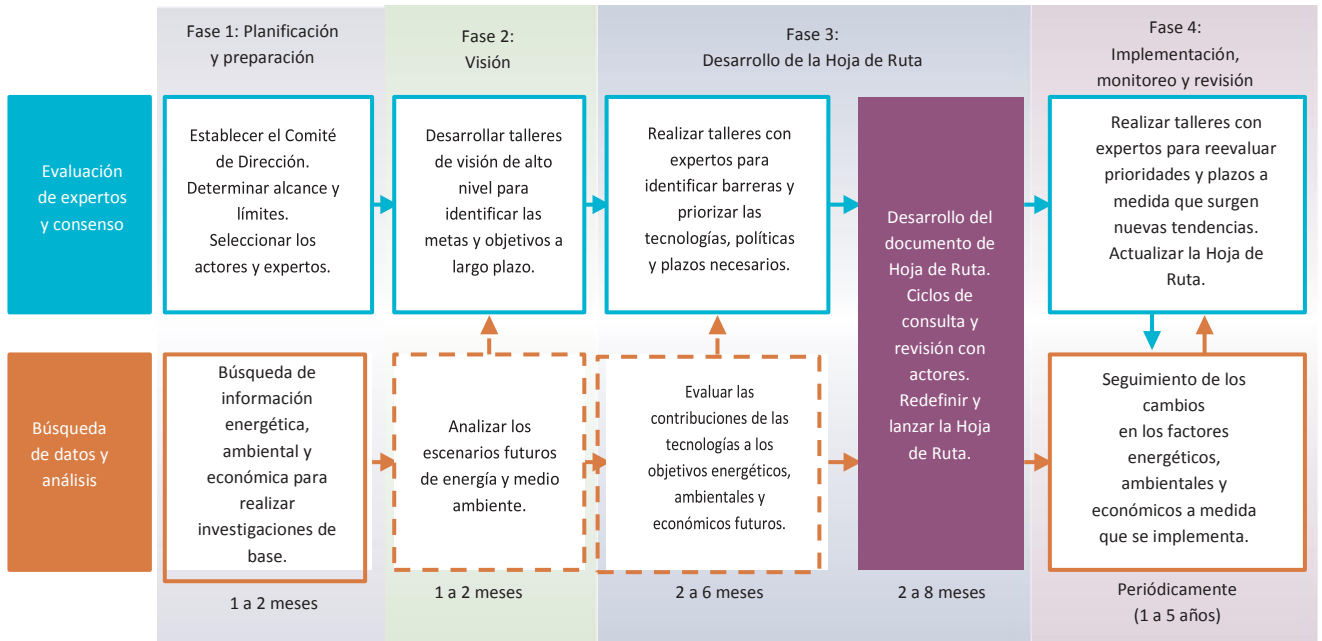 Fase 1: Planificación
y preparación
Fase 2:
Visión
Fase 3:
Desarrollo de la Hoja de Ruta
Fase 4:
Implementación,
monitoreo y revisión
Evaluación
de expertos
y consenso
Establecer el Comité
de Dirección.
Determinar alcance y
límites.
Seleccionar los
actores y expertos.
Desarrollar talleres
de visión de alto
nivel para
identificar las
metas y objetivos a
largo plazo.
Realizar talleres con
expertos para
identificar barreras y
priorizar las
tecnologías, políticas
y plazos necesarios.
Desarrollo del
documento de
Hoja de Ruta.
Ciclos de
consulta y
revisión con
actores.
Redefinir y
lanzar la Hoja
de Ruta.
Realizar talleres con
expertos para reevaluar
prioridades y plazos a
medida que surgen
nuevas tendencias.
Actualizar la Hoja de
Ruta.
Búsqueda
de datos y
análisis
Búsqueda de
información
energética,
ambiental y
económica para
realizar
investigaciones de
base.
Analizar los
escenarios futuros
de energía y medio
ambiente.
Evaluar las
contribuciones de las
tecnologías a los
objetivos energéticos,
ambientales y
económicos futuros.
Seguimiento de los
cambios
en los factores
energéticos,
ambientales y
económicos a medida
que se implementa.
1 a 2 meses
1 a 2 meses
2 a 6 meses
2 a 8 meses
Periódicamente
(1 a 5 años)